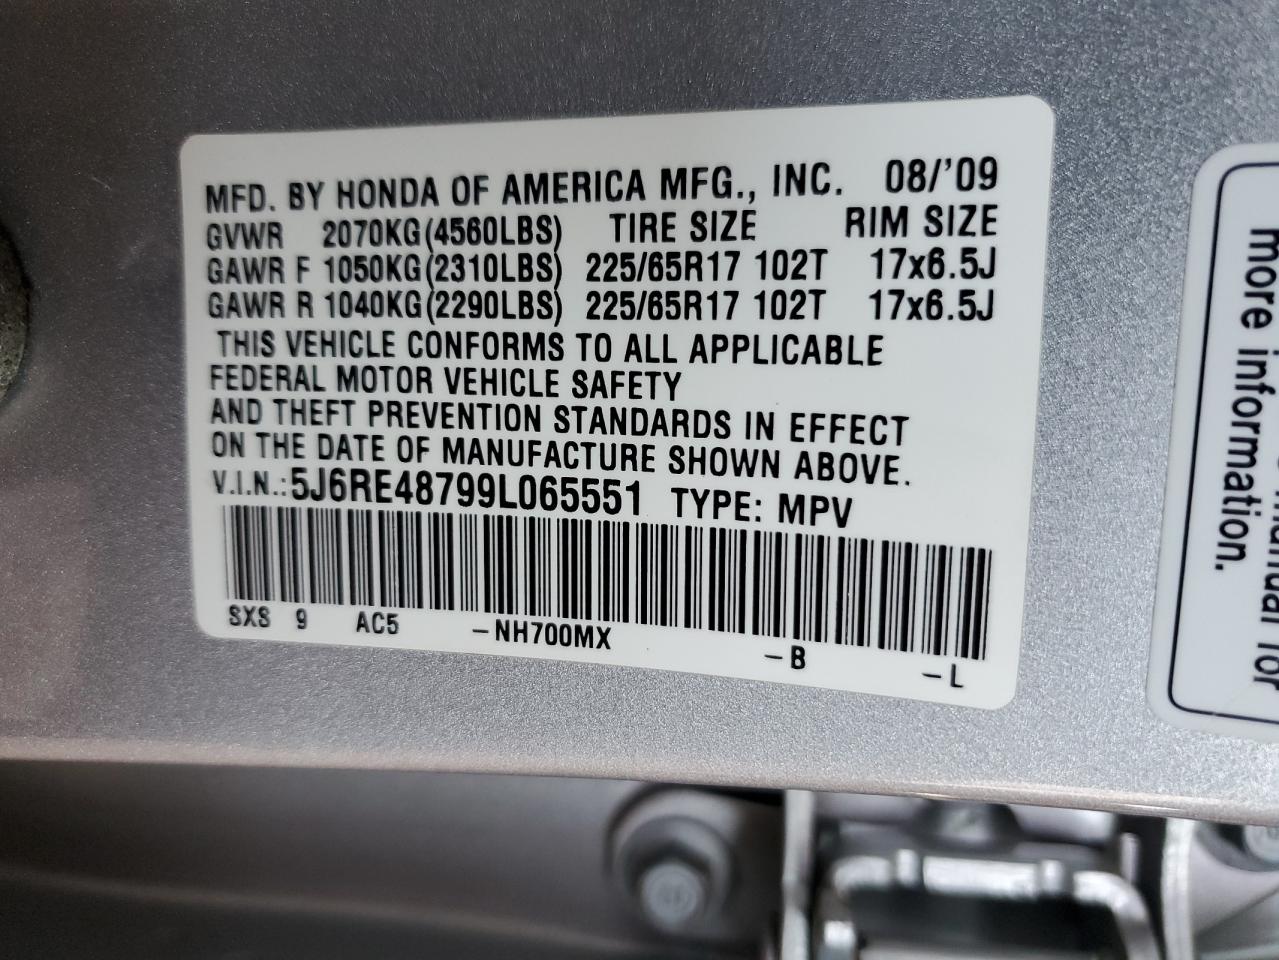 MFD. BY HONDA OF AMERICA MFG., INC. 08/'09
GVWR 2070KG(4560LBS) TIRE SIZE RIM SIZE
GAWR F 1050KG(2310LBS) 225/65R17 102T 17x6.5J
GAWR R 1040KG(2290LBS) 225/65R17 102T 17x6.5J
THIS VEHICLE CONFORMS TO ALL APPLICABLE
FEDERAL MOTOR VEHICLE SAFETY
AND THEFT PREVENTION STANDARDS IN EFFECT
ON THE DATE OF MANUFACTURE SHOWN ABOVE.
V.I.N.: 5J6RE48799L065551 TYPE: MPV
SXS 9 AC5 -NH700MX -B -L
manual for
more information.